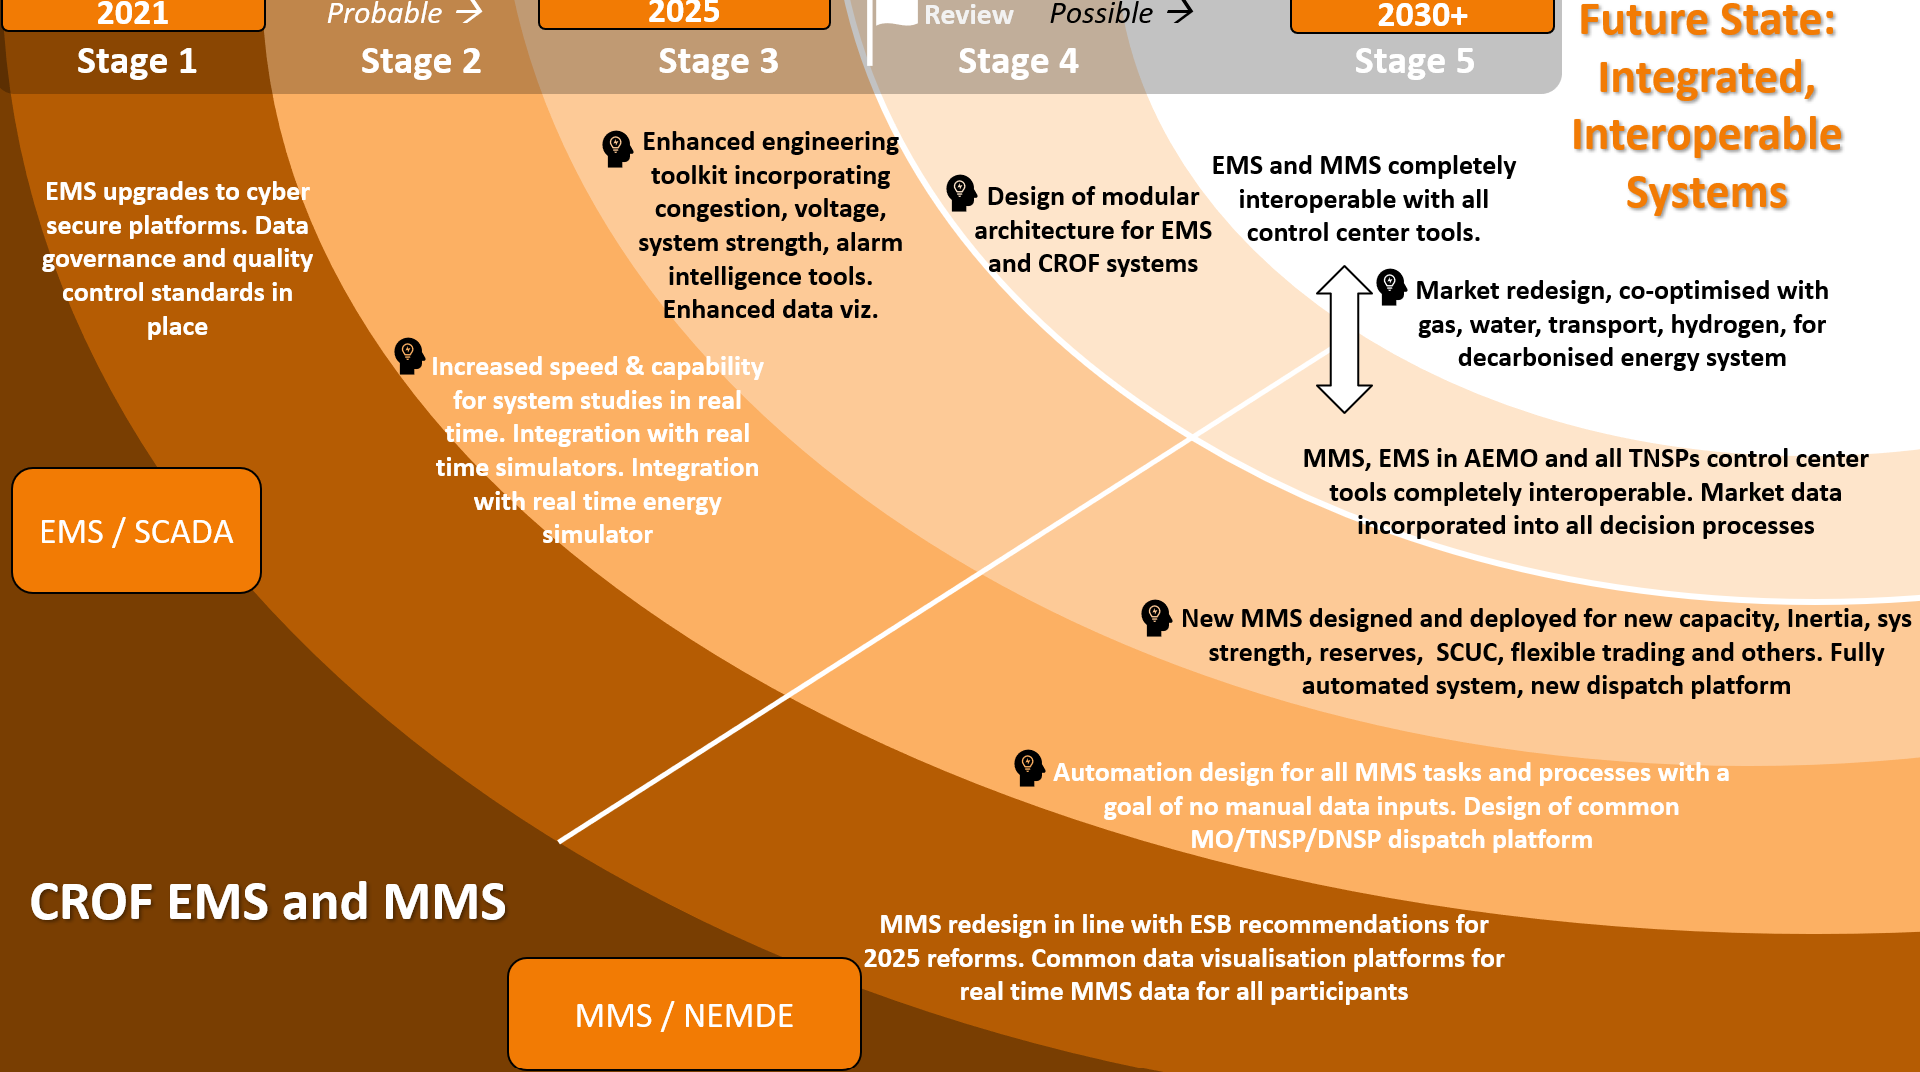 2021
Probable →
2025
Review
Possible →
2030+
Stage 1
Stage 2
Stage 3
Stage 4
Stage 5
Future State:
Integrated,
Interoperable
Systems
EMS upgrades to cyber
secure platforms. Data
governance and quality
control standards in
place
Increased speed & capability
for system studies in real
time. Integration with real
time simulators. Integration
with real time energy
simulator
Enhanced engineering
toolkit incorporating
congestion, voltage,
system strength, alarm
intelligence tools.
Enhanced data viz.
Design of modular
architecture for EMS
and CROF systems
EMS and MMS completely
interoperable with all
control center tools.
Market redesign, co-optimised with
gas, water, transport, hydrogen, for
decarbonised energy system
MMS, EMS in AEMO and all TNSPs control center
tools completely interoperable. Market data
incorporated into all decision processes
New MMS designed and deployed for new capacity, Inertia, sys
strength, reserves, SCUC, flexible trading and others. Fully
automated system, new dispatch platform
Automation design for all MMS tasks and processes with a
goal of no manual data inputs. Design of common
MO/TNSP/DNSP dispatch platform
MMS redesign in line with ESB recommendations for
2025 reforms. Common data visualisation platforms for
real time MMS data for all participants
EMS / SCADA
CROF EMS and MMS
MMS / NEMDE